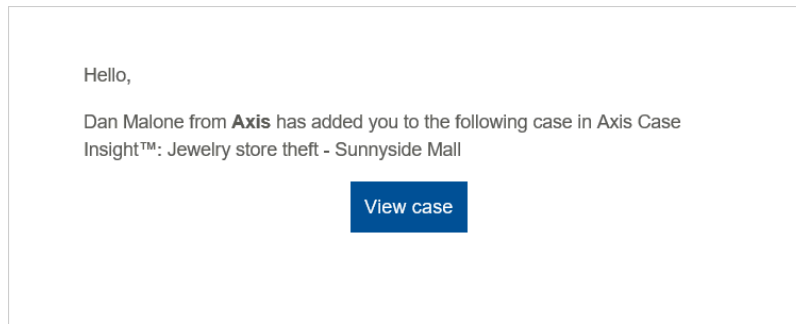 Hello,
Dan Malone from Axis has added you to the following case in Axis Case
Insight™: Jewelry store theft - Sunnyside Mall
View case